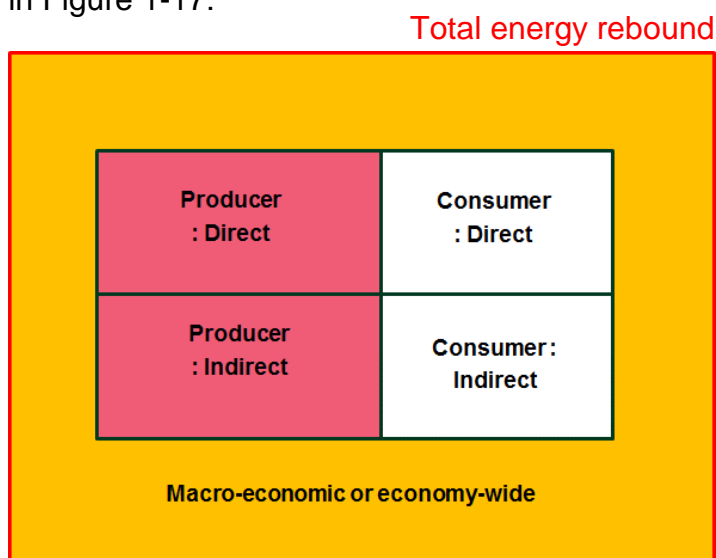 in Figure 1-17.
Total energy rebound
Producer
: Direct
Consumer
: Direct
Producer
: Indirect
Consumer:
Indirect
Macro-economic or economy-wide